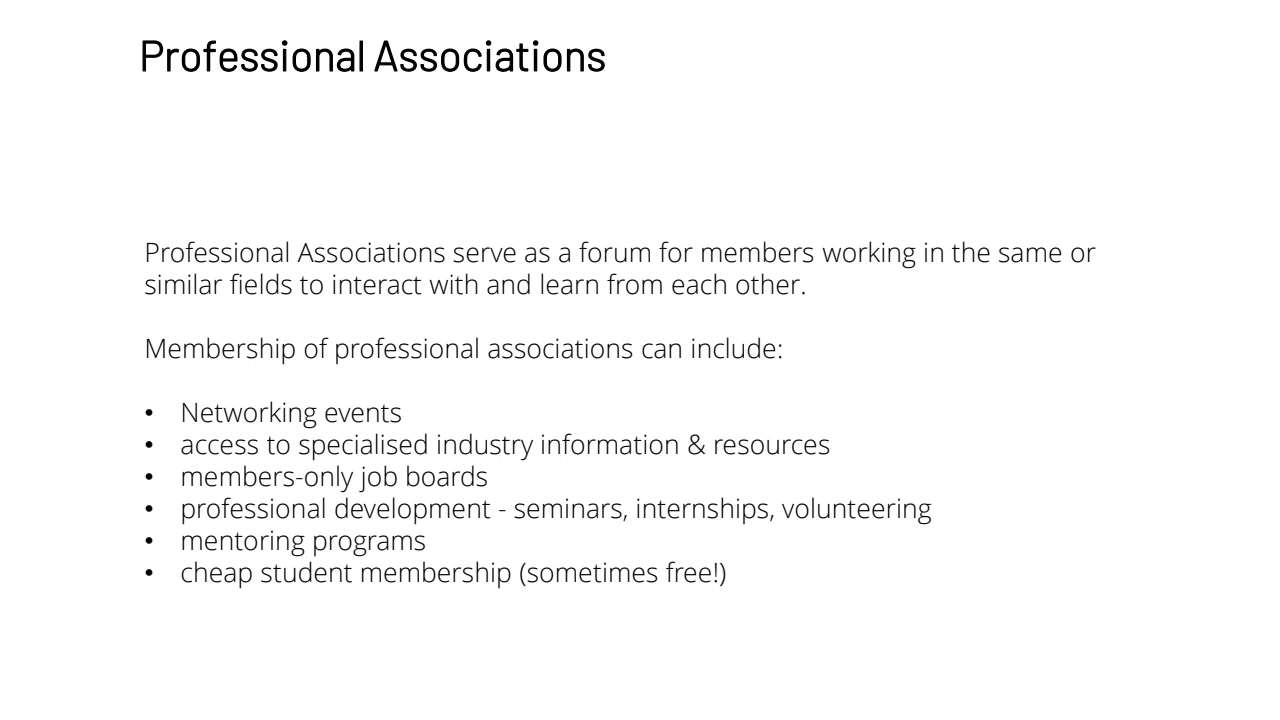 Professional Associations
Professional Associations serve as a forum for members working in the same or
similar fields to interact with and learn from each other.
Membership of professional associations can include:
• Networking events
• access to specialised industry information & resources
• members-only job boards
• professional development - seminars, internships, volunteering
• mentoring programs
• cheap student membership (sometimes free!)